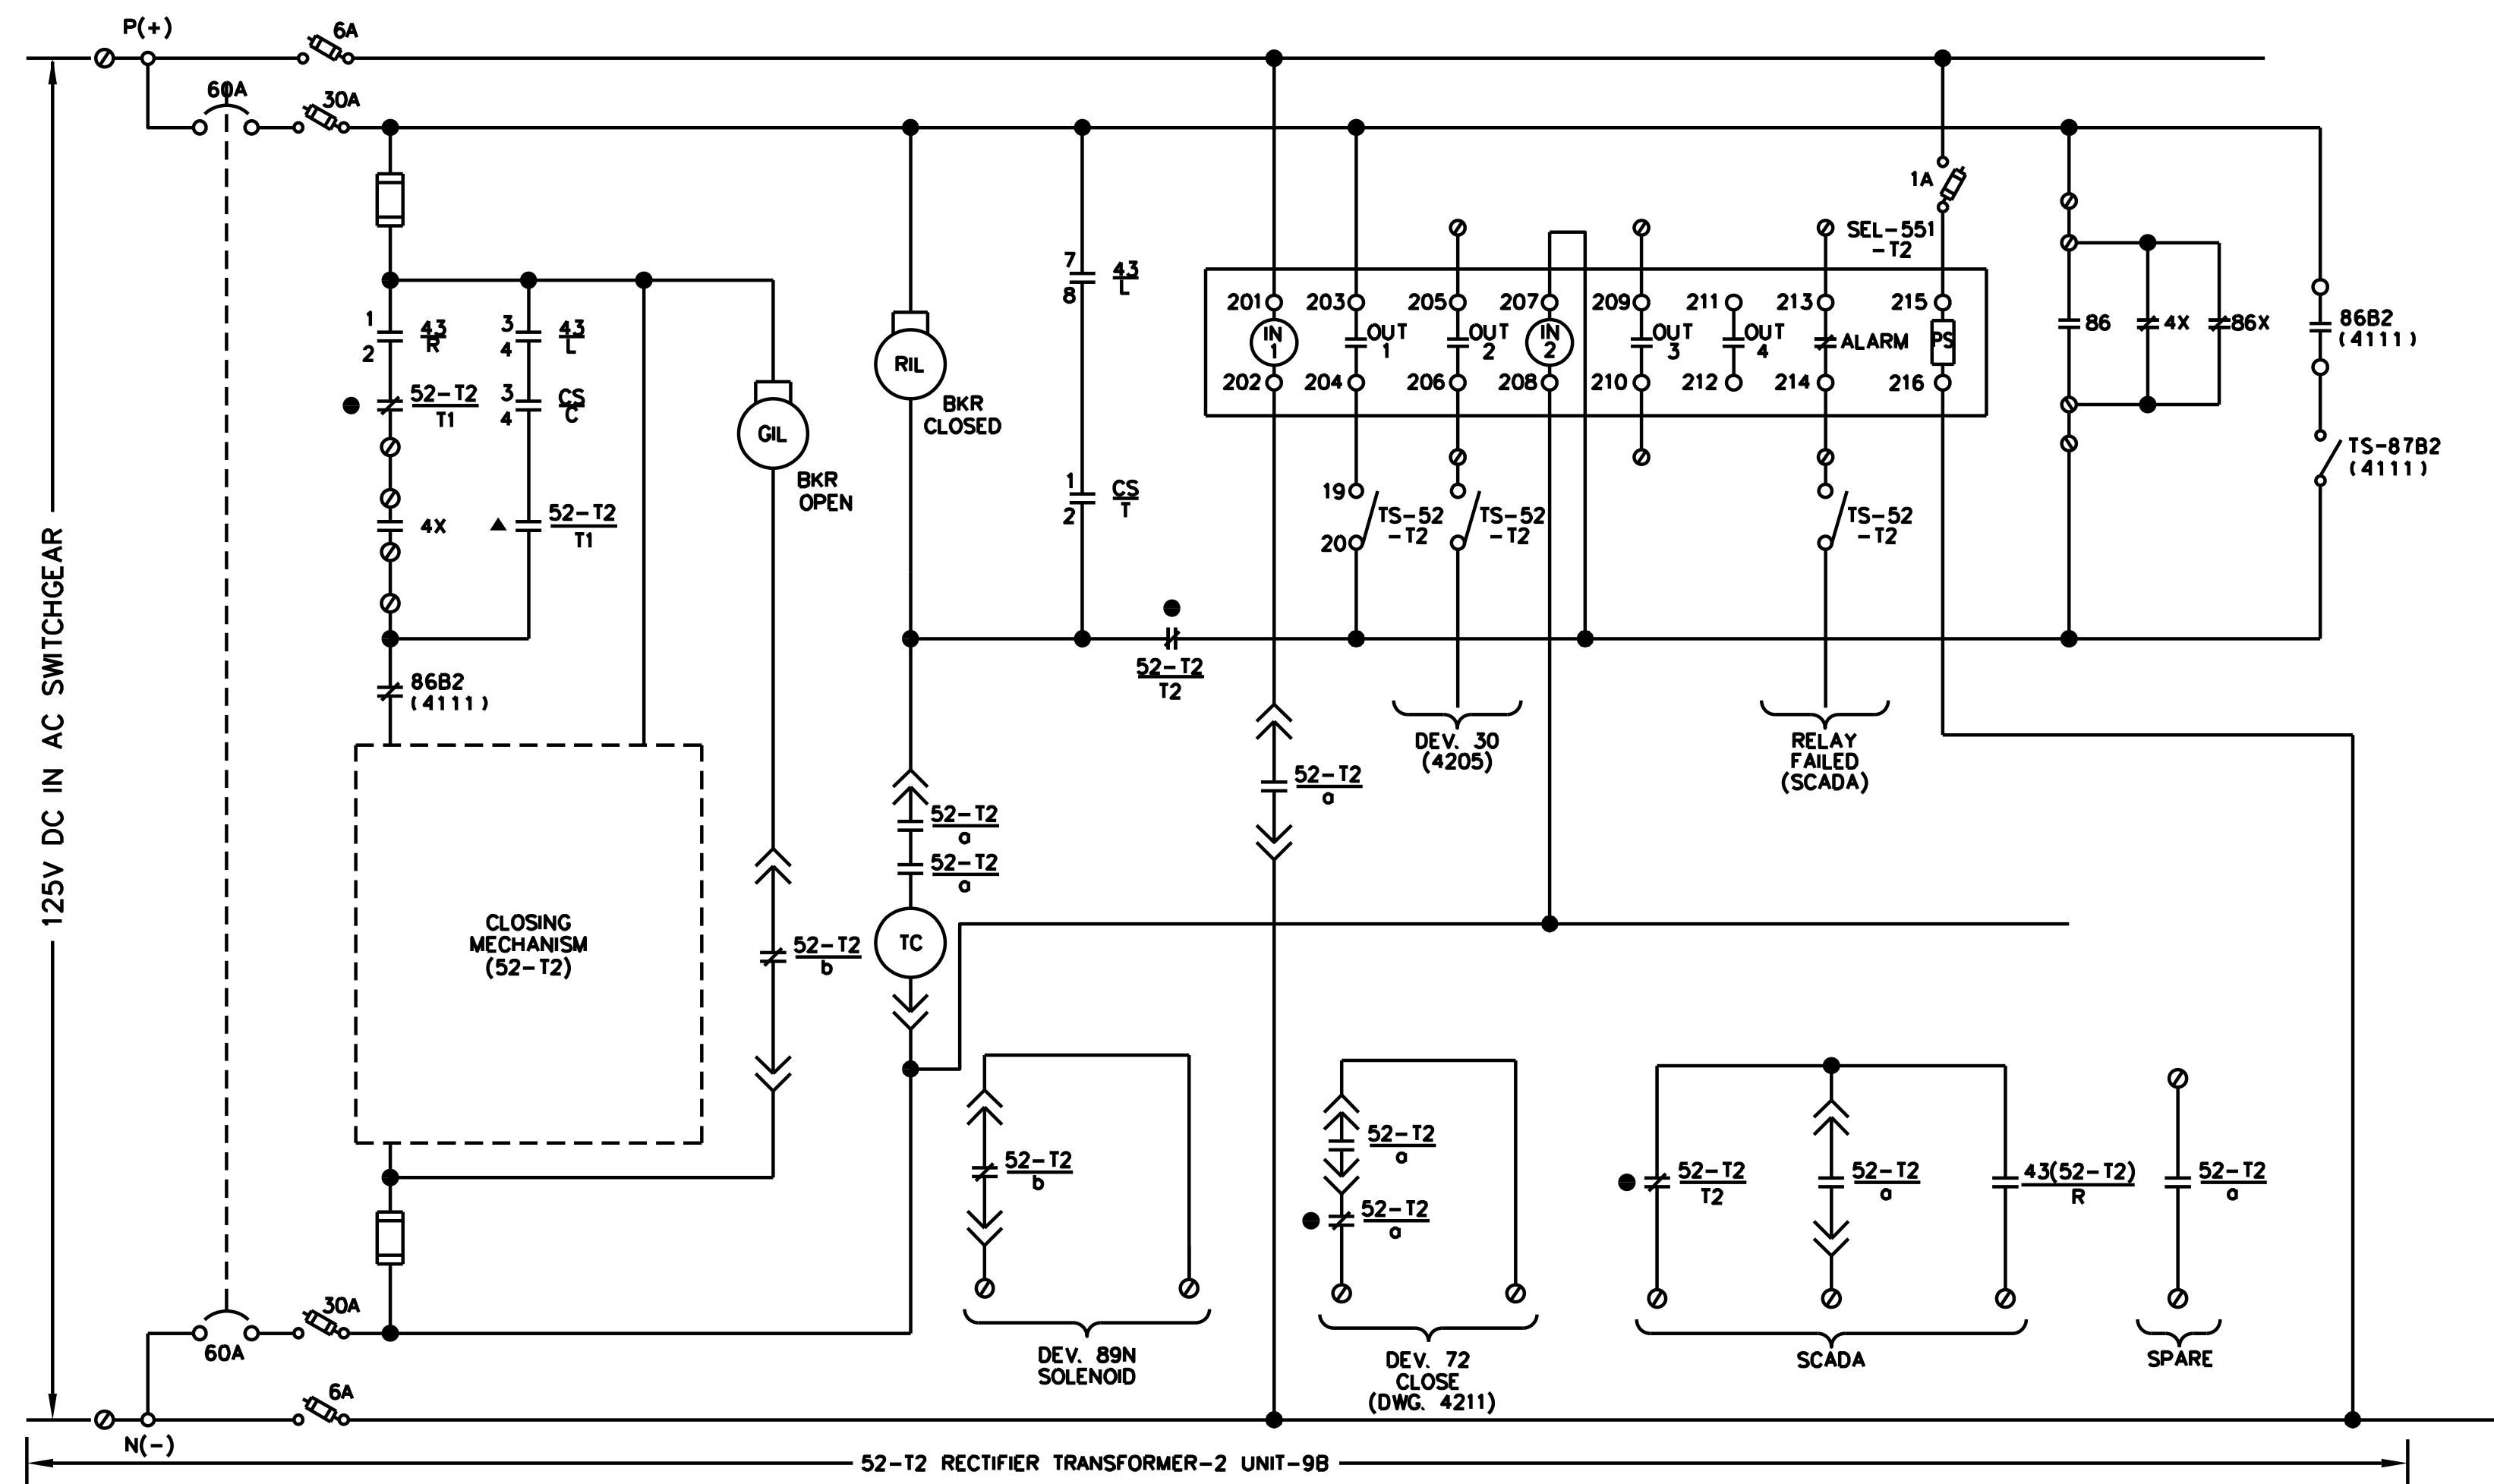 P(+)
6A
60A
30A
1A
SEL-551
-T2
7
8
43
L
1
2
43
R
3
4
43
L
201
203
205
207
209
211
213
215
IN
1
OUT
1
OUT
2
IN
2
OUT
3
OUT
4
ALARM
PS
202
204
206
208
210
212
214
216
86
4X
86X
86B2
(4111)
RIL
BKR
CLOSED
52-T2
T1
3
4
CS
C
GIL
BKR
OPEN
TS-87B2
(4111)
1
2
CS
T
19
20
TS-52
-T2
TS-52
-T2
TS-52
-T2
4X
52-T2
T1
125V DC IN AC SWITCHGEAR
52-T2
T2
86B2
(4111)
DEV. 30
(4205)
RELAY
FAILED
(SCADA)
52-T2
a
52-T2
a
52-T2
a
CLOSING
MECHANISM
(52-T2)
52-T2
b
TC
52-T2
b
52-T2
a
52-T2
a
52-T2
T2
52-T2
a
43(52-T2)
R
52-T2
a
30A
60A
DEV. 89N
SOLENOID
DEV. 72
CLOSE
(DWG. 4211)
SCADA
SPARE
6A
N(-)
52-T2 RECTIFIER TRANSFORMER-2 UNIT-9B